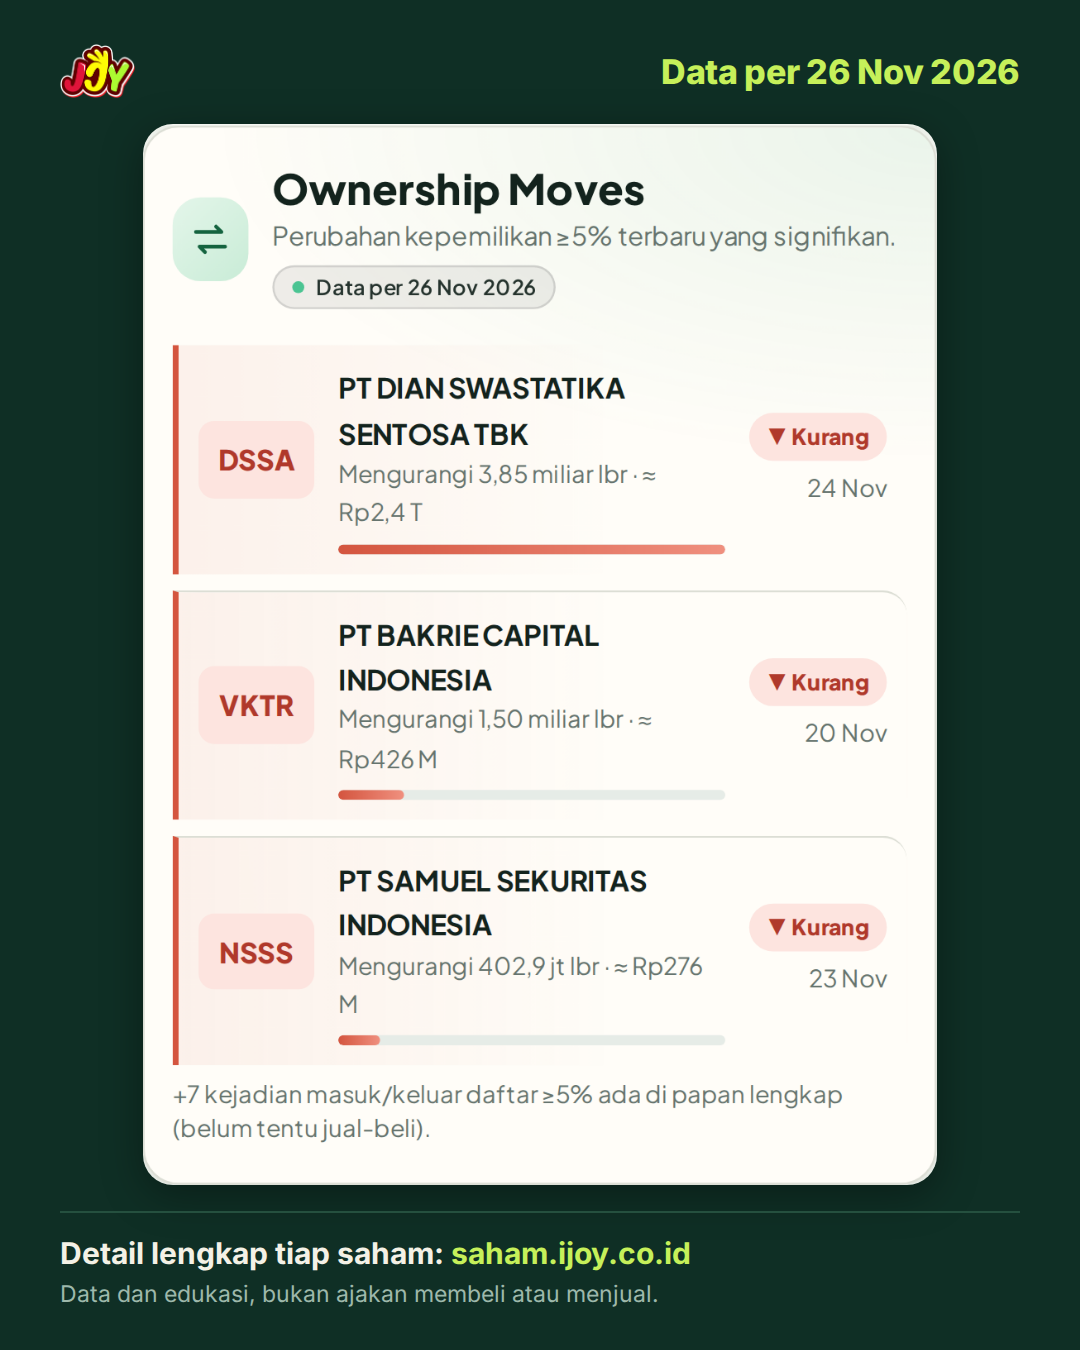 JOY
Data per 26 Nov 2026
Ownership Moves
Perubahan kepemilikan ≥5% terbaru yang signifikan.
Data per 26 Nov 2026
PT DIAN SWASTATIKA
SENTOSA TBK
DSSA
Mengurangi 3,85 miliar lbr · ≈
Rp2,4 T
▼ Kurang
24 Nov
PT BAKRIE CAPITAL
INDONESIA
VKTR
Mengurangi 1,50 miliar lbr · ≈
Rp426 M
▼ Kurang
20 Nov
PT SAMUEL SEKURITAS
INDONESIA
NSSS
Mengurangi 402,9 jt lbr · ≈ Rp276
M
▼ Kurang
23 Nov
+7 kejadian masuk/keluar daftar ≥5% ada di papan lengkap
(belum tentu jual-beli).
Detail lengkap tiap saham: saham.ijoy.co.id
Data dan edukasi, bukan ajakan membeli atau menjual.